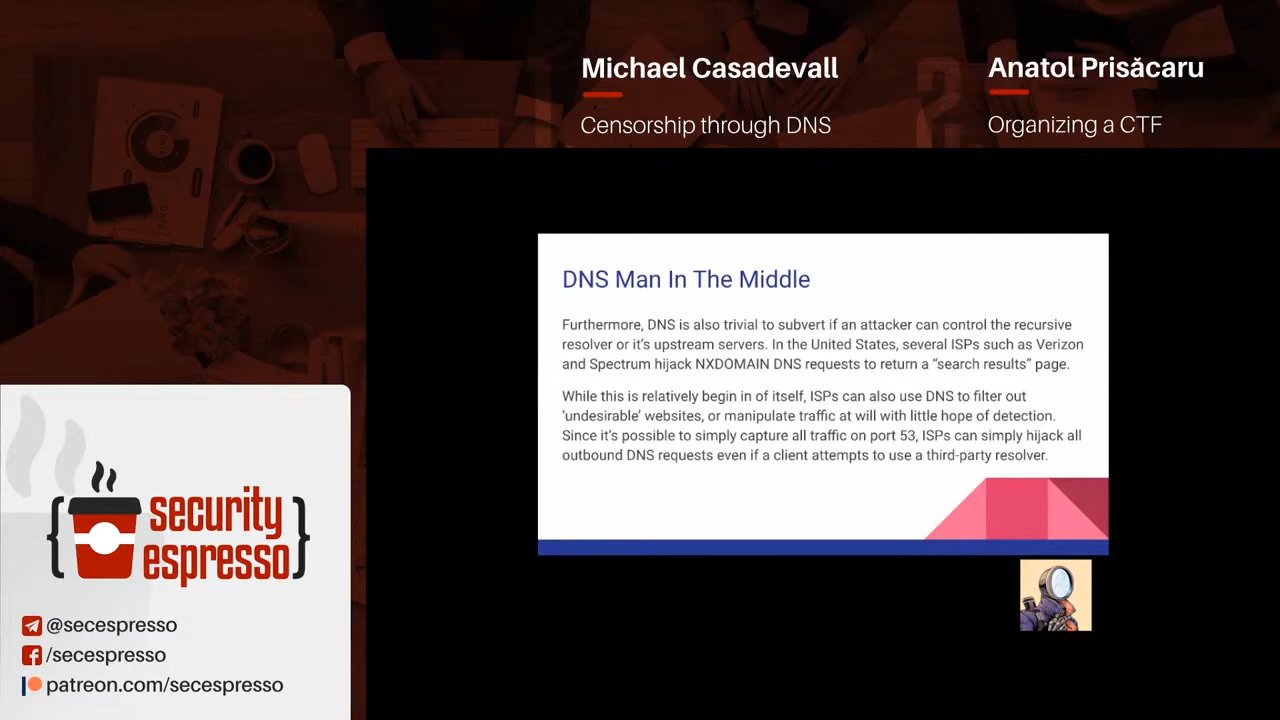 Michael Casadevall
Censorship through DNS
Anatol Prisăcaru
Organizing a CTF
DNS Man In The Middle
Furthermore, DNS is also trivial to subvert if an attacker can control the recursive
resolver or it's upstream servers. In the United States, several ISPs such as Verizon
and Spectrum hijack NXDOMAIN DNS requests to return a “search results” page.
While this is relatively begin in of itself, ISPs can also use DNS to filter out
‘undesirable’ websites, or manipulate traffic at will with little hope of detection.
Since it's possible to simply capture all traffic on port 53, ISPs can simply hijack all
outbound DNS requests even if a client attempts to use a third-party resolver.
{security
espresso}
@secespresso
/secespresso
patreon.com/secespresso